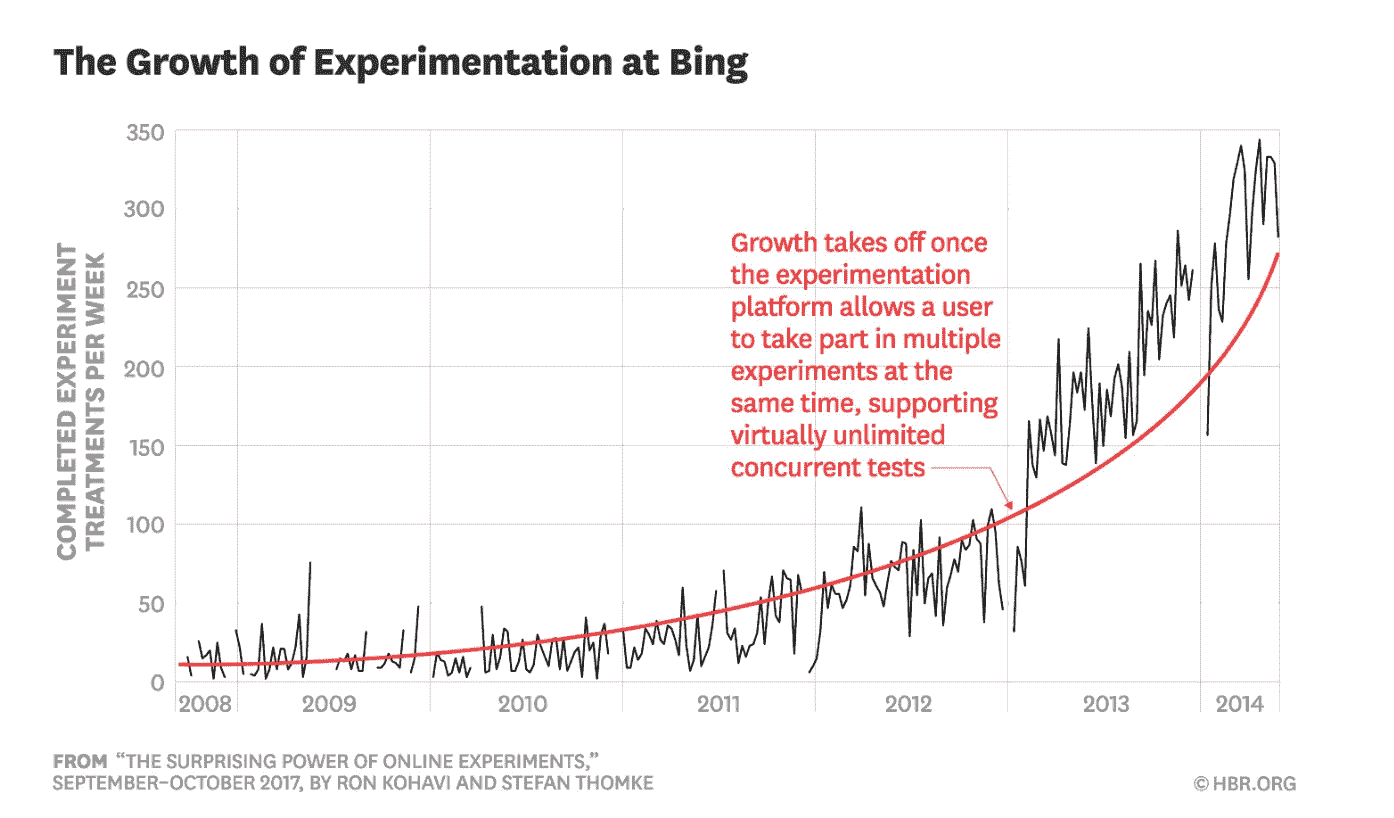 The Growth of Experimentation at Bing
COMPLETED EXPERIMENT
TREATMENTS PER WEEK
350
300
250
200
150
100
50
0
Growth takes off once
the experimentation
platform allows a user
to take part in multiple
experiments at the
same time, supporting
virtually unlimited
concurrent tests
2008
2009
2010
2011
2012
2013
2014
FROM “THE SURPRISING POWER OF ONLINE EXPERIMENTS,”
SEPTEMBER–OCTOBER 2017, BY RON KOHAVI AND STEFAN THOMKE
© HBR.ORG